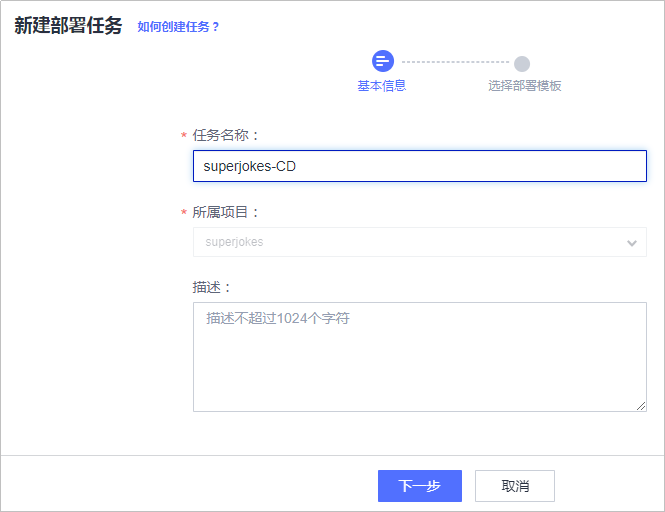 新建部署任务 如何创建任务？
基本信息 选择部署模板
* 任务名称：
superjokes-CD
* 所属项目：
superjokes
描述：
描述不超过1024个字符
下一步 取消